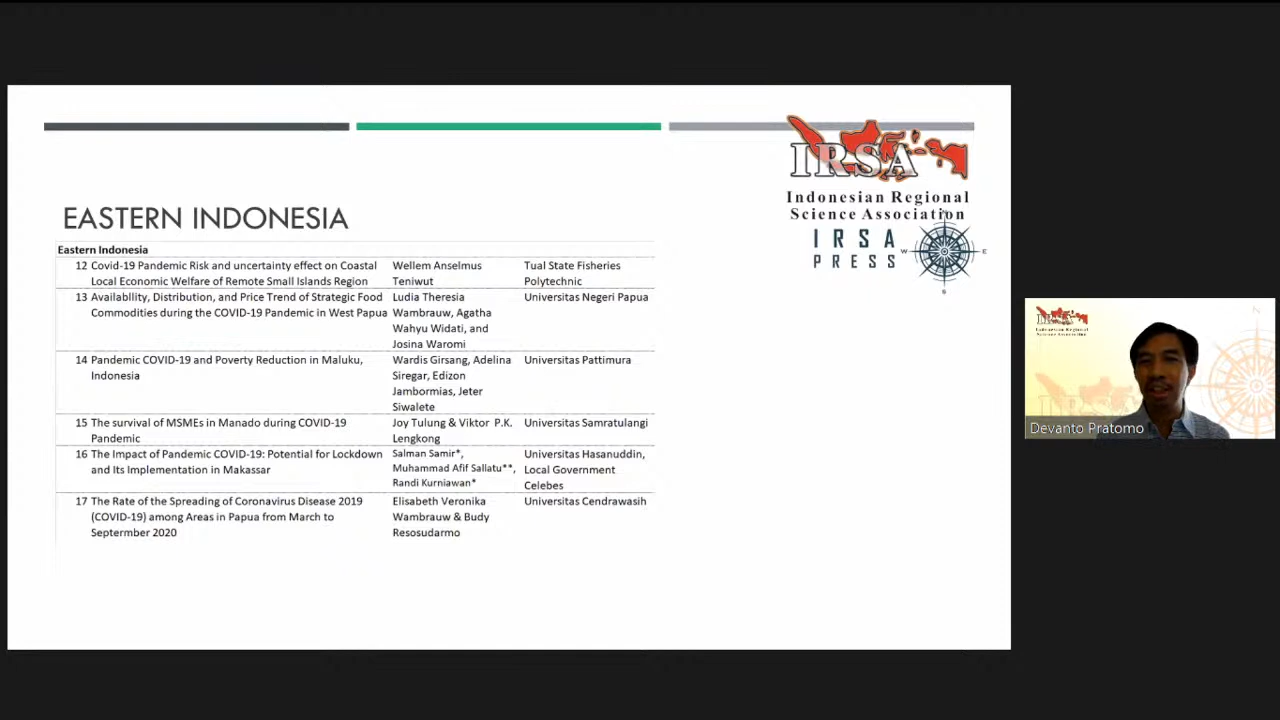 IRSA
Indonesian Regional
Science Association
IRSA
PRESS
W
E
S
EASTERN INDONESIA
Eastern Indonesia
12 Covid-19 Pandemic Risk and uncertainty effect on Coastal
Local Economic Welfare of Remote Small Islands Region
Wellem Anselmus
Teniwut
Tual State Fisheries
Polytechnic
13 Availability, Distribution, and Price Trend of Strategic Food
Commodities during the COVID-19 Pandemic in West Papua
Ludia Theresia
Wambrauw, Agatha
Wahyu Widati, and
Josina Waromi
Universitas Negeri Papua
14 Pandemic COVID-19 and Poverty Reduction in Maluku,
Indonesia
Wardis Girsang, Adelina
Siregar, Edizon
Jambormias, Jeter
Siwalete
Universitas Pattimura
15 The survival of MSMEs in Manado during COVID-19
Pandemic
Joy Tulung & Viktor P.K.
Lengkong
Universitas Samratulangi
16 The Impact of Pandemic COVID-19: Potential for Lockdown
and Its Implementation in Makassar
Salman Samir*,
Muhammad Afif Sallatu**,
Randi Kurniawan*
Universitas Hasanuddin,
Local Government
Celebes
17 The Rate of the Spreading of Coronavirus Disease 2019
(COVID-19) among Areas in Papua from March to
Septermber 2020
Elisabeth Veronika
Wambrauw & Budy
Resosudarmo
Universitas Cendrawasih
IRSA
Indonesian Regional
Science Association
Devanto Pratomo